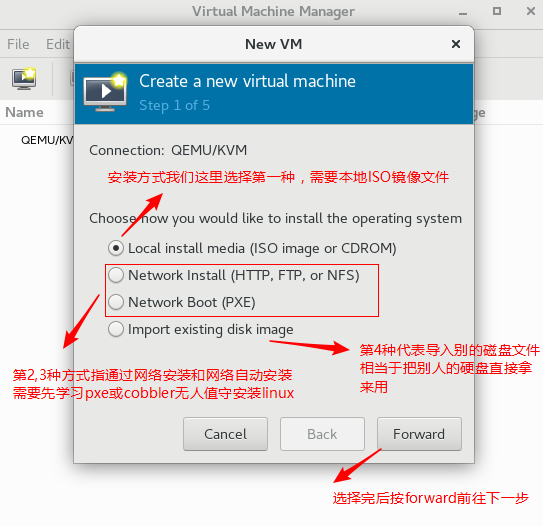 Virtual Machine Manager
File Edit
New VM
Create a new virtual machine
Step 1 of 5
Name
ge
QEMU/KV
Connection: QEMU/KVM
安装方式我们这里选择第一种，需要本地ISO镜像文件
Choose how you would like to install the operating system
Local install media (ISO image or CDROM)
Network Install (HTTP, FTP, or NFS)
Network Boot (PXE)
Import existing disk image
第4种代表导入别的磁盘文件
相当于把别人的硬盘直接拿
来用
第2,3种方式指通过网络安装和网络自动安装
需要先学习pxe或cobbler无人值守安装linux
Cancel Back Forward
选择完后按forward前往下一步